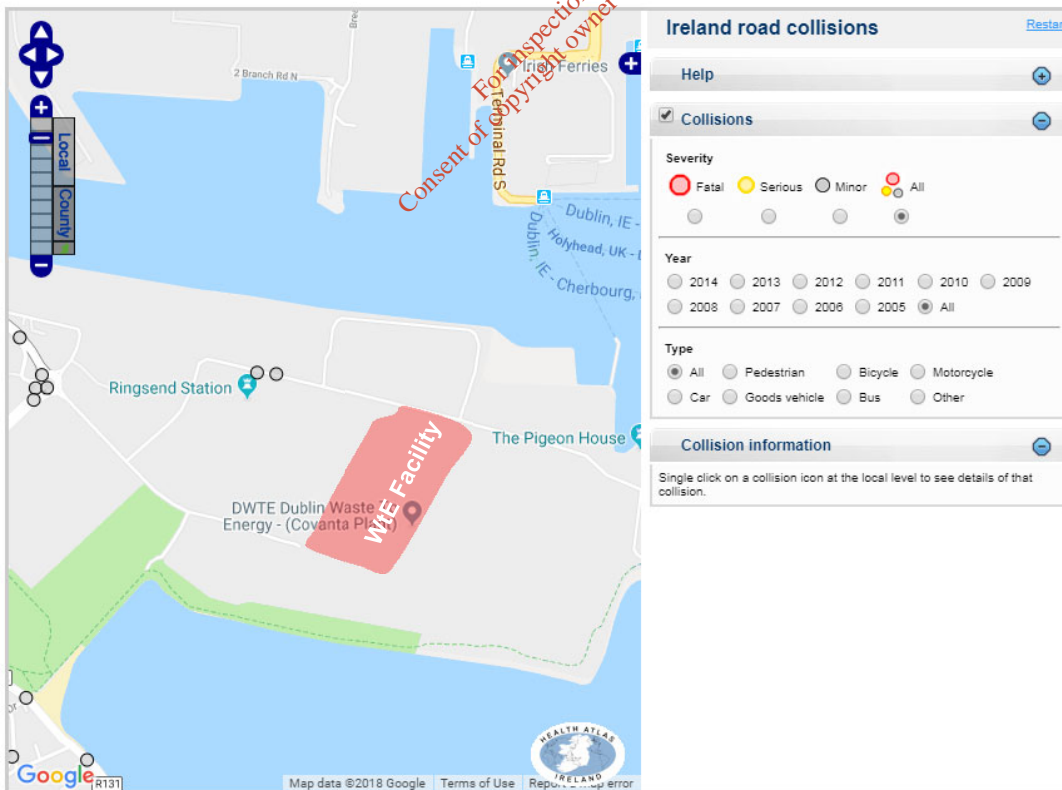 For inspection
Consent of copyright owner
2 Branch Rd N
Irish Ferries
Terminal Rd S
Local
County
Dublin, IE -
Holyhead, UK -
Dublin, IE - Cherbourg,
Ringsend Station
The Pigeon House
WtE Facility
DWTE Dublin Waste
Energy - (Covanta Plant)
HEALTH ATLAS
IRELAND
Google
R131
Map data ©2018 Google
Terms of Use
Report a map error
Ireland road collisions
Restar
Help
Collisions
Severity
Fatal Serious Minor All
Year
2014 2013 2012 2011 2010 2009
2008 2007 2006 2005 All
Type
All Pedestrian Bicycle Motorcycle
Car Goods vehicle Bus Other
Collision information
Single click on a collision icon at the local level to see details of that
collision.